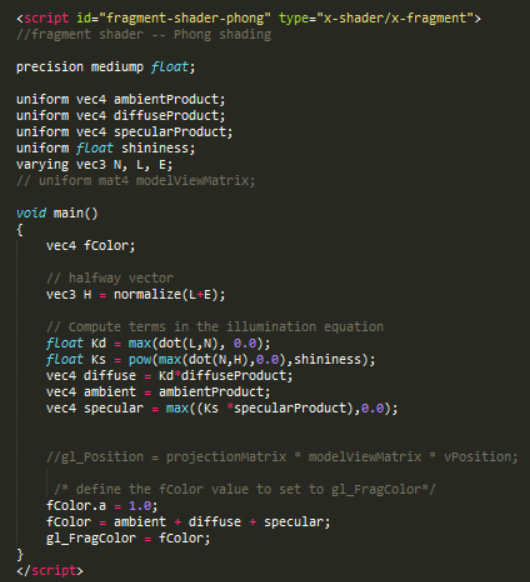 <script id="fragment-shader-phong" type="x-shader/x-fragment">
//fragment shader -- Phong shading
precision mediump float;
uniform vec4 ambientProduct;
uniform vec4 diffuseProduct;
uniform vec4 specularProduct;
uniform float shininess;
varying vec3 N, L, E;
// uniform mat4 modelViewMatrix;
void main()
{
vec4 fColor;
// halfway vector
vec3 H = normalize(L+E);
// Compute terms in the illumination equation
float Kd = max(dot(L,N), 0.0);
float Ks = pow(max(dot(N,H),0.0),shininess);
vec4 diffuse = Kd*diffuseProduct;
vec4 ambient = ambientProduct;
vec4 specular = max((Ks *specularProduct),0.0);
//gl_Position = projectionMatrix * modelViewMatrix * vPosition;
/* define the fColor value to set to gl_FragColor*/
fColor.a = 1.0;
fColor = ambient + diffuse + specular;
gl_FragColor = fColor;
}
</script>